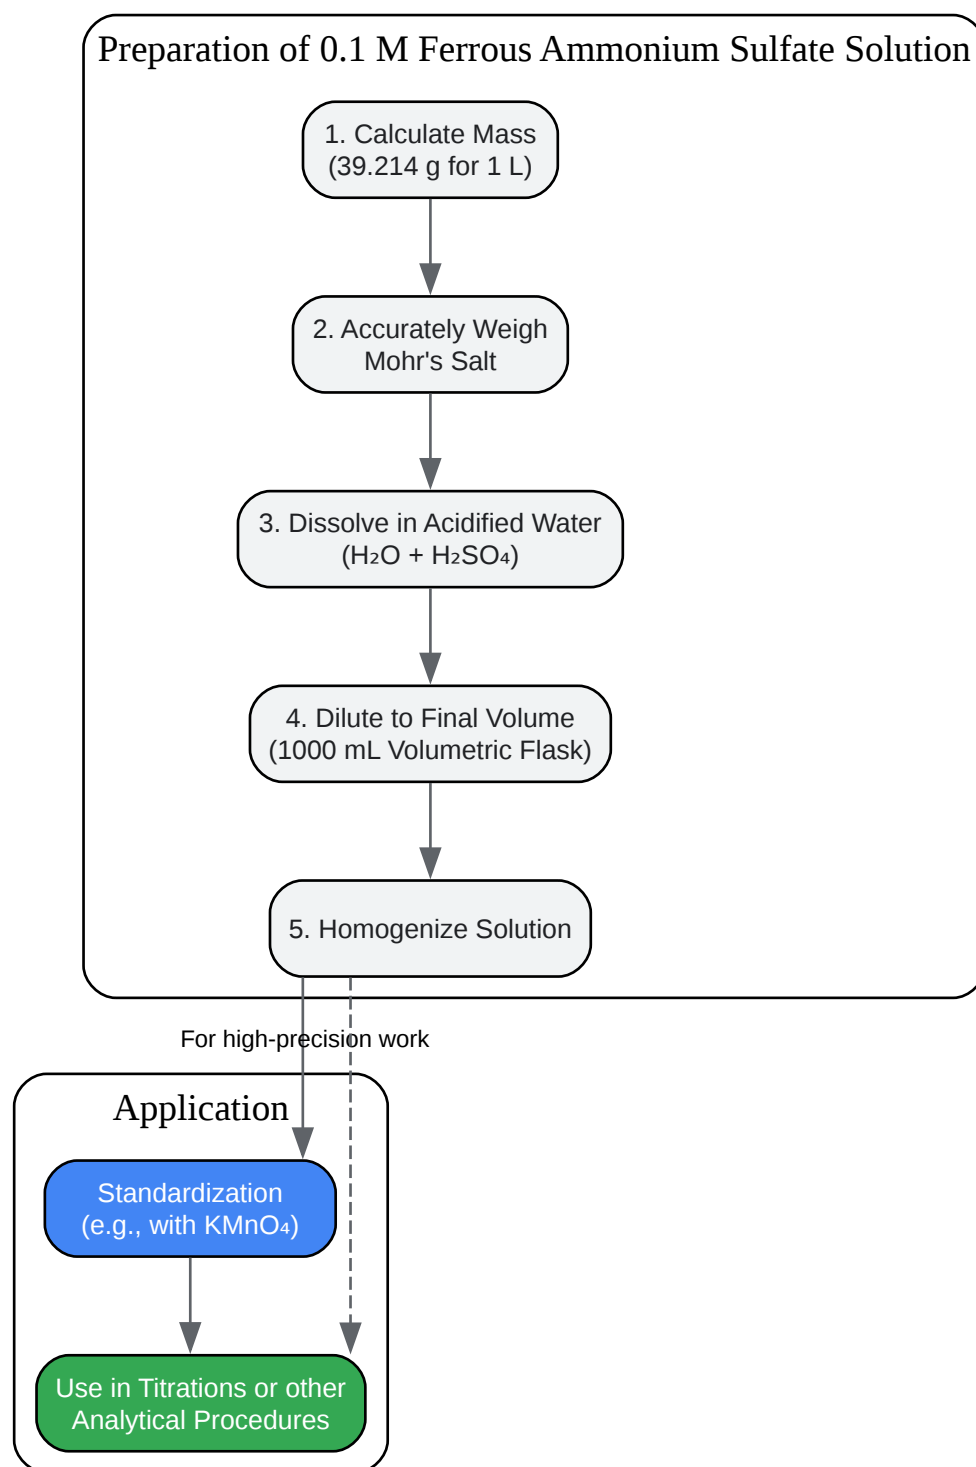 Preparation of 0.1 M Ferrous Ammonium Sulfate Solution
1. Calculate Mass
(39.214 g for 1 L)
2. Accurately Weigh
Mohr's Salt
3. Dissolve in Acidified Water
(H₂O + H₂SO₄)
4. Dilute to Final Volume
(1000 mL Volumetric Flask)
5. Homogenize Solution
For high-precision work
Application
Standardization
(e.g., with KMnO₄)
Use in Titrations or other
Analytical Procedures